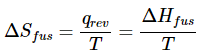 ΔS_fus = q_rev / T = ΔH_fus / T